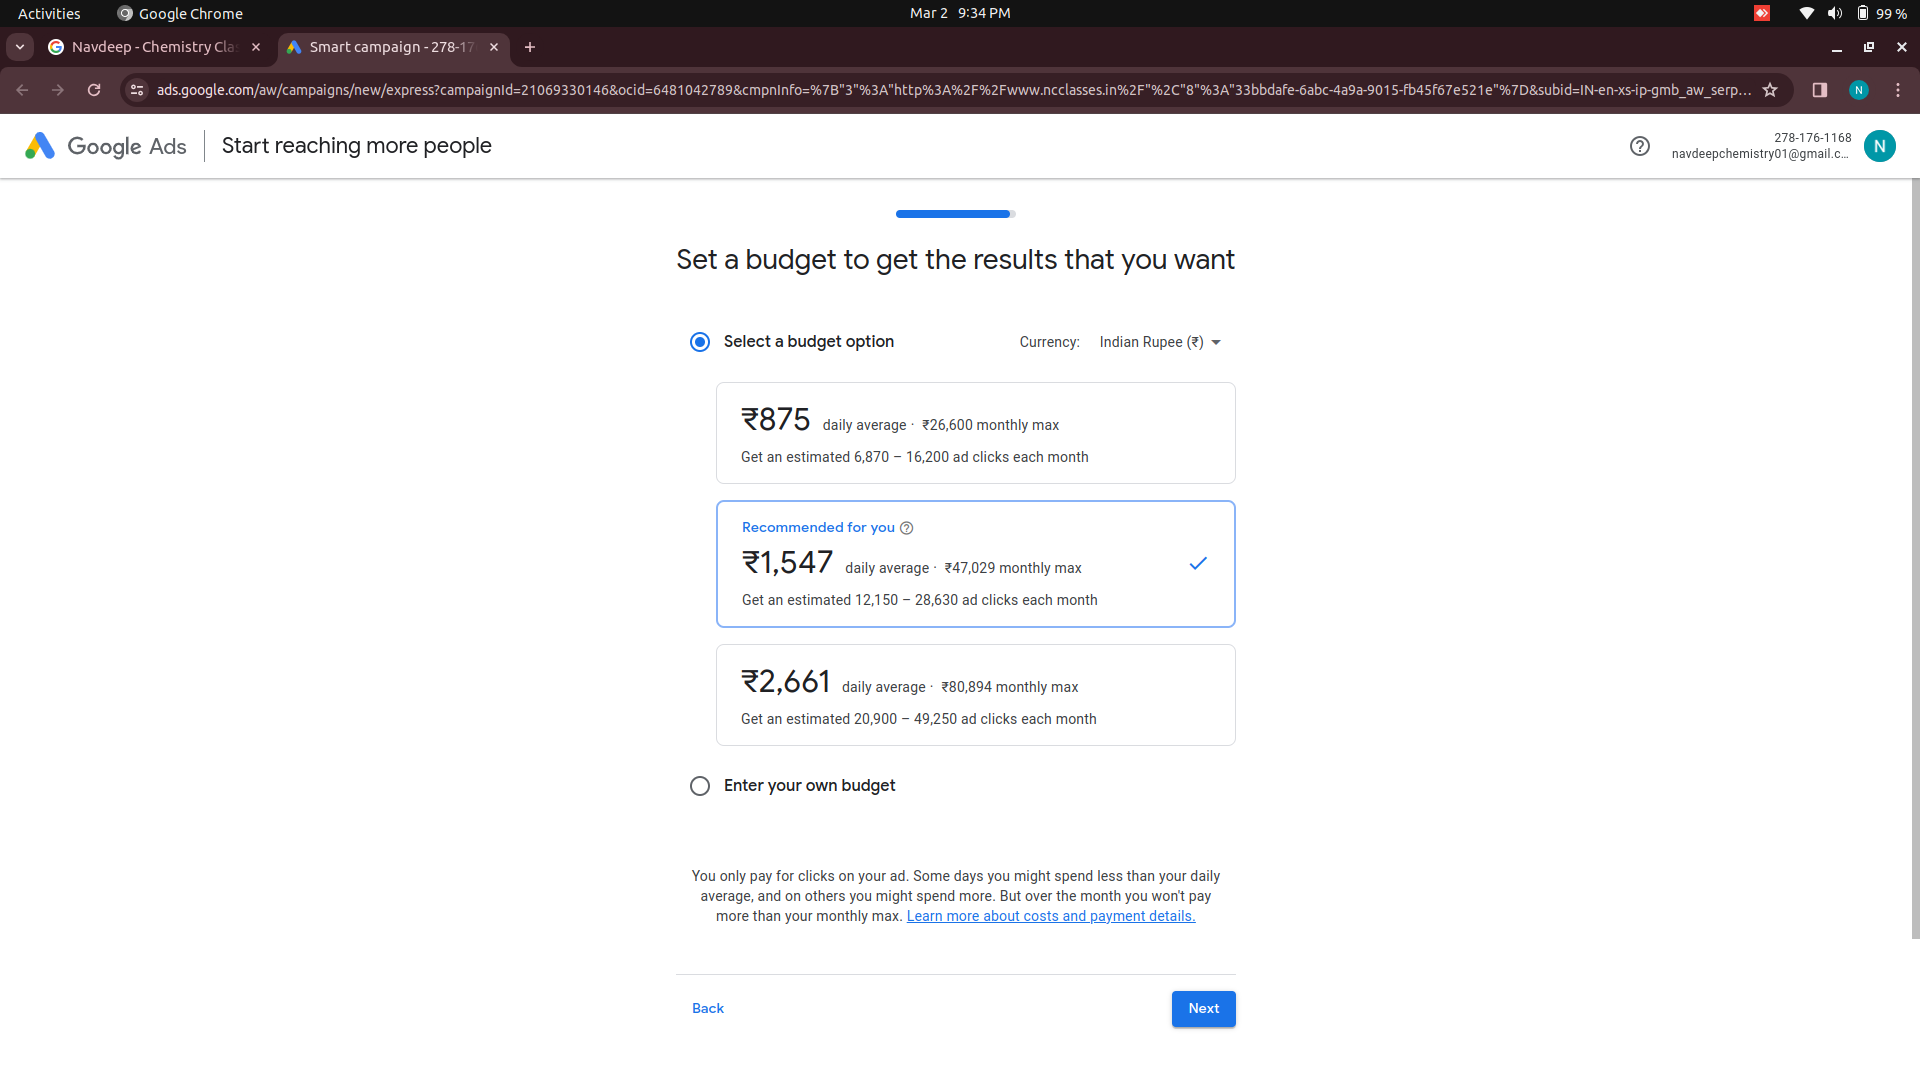 Activities
Google Chrome
Mar 2 9:34 PM
99 %
Navdeep - Chemistry Cla
Smart campaign - 278-17
ads.google.com/aw/campaigns/new/express?campaignId=21069330146&ocid=6481042789&cmpnInfo=%7B"3"%3A"http%3A%2F%2Fwww.ncclasses.in%2F"%2C"8"%3A"33bbdafe-6abc-4a9a-9015-fb45f67e521e"%7D&subid=IN-en-xs-ip-gmb_aw_serp...
N
Google Ads
Start reaching more people
278-176-1168
navdeepchemistry01@gmail.c...
N
Set a budget to get the results that you want
Select a budget option
Currency: Indian Rupee (₹)
₹875 daily average · ₹26,600 monthly max
Get an estimated 6,870 – 16,200 ad clicks each month
Recommended for you
₹1,547 daily average · ₹47,029 monthly max
Get an estimated 12,150 – 28,630 ad clicks each month
₹2,661 daily average · ₹80,894 monthly max
Get an estimated 20,900 – 49,250 ad clicks each month
Enter your own budget
You only pay for clicks on your ad. Some days you might spend less than your daily
average, and on others you might spend more. But over the month you won't pay
more than your monthly max. Learn more about costs and payment details.
Back
Next